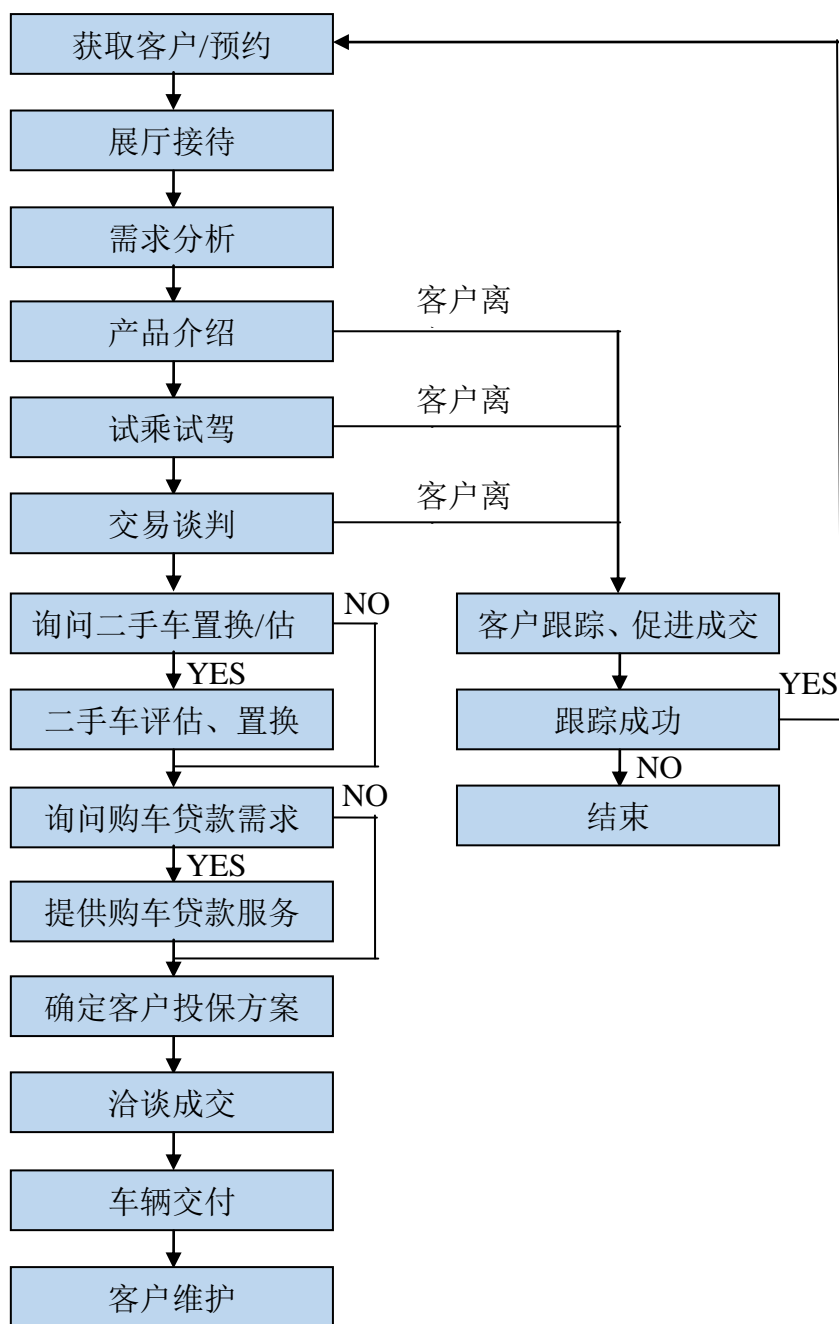 获取客户/预约
展厅接待
需求分析
产品介绍
客户离
试乘试驾
客户离
交易谈判
客户离
询问二手车置换/估
NO
YES
二手车评估、置换
客户跟踪、促进成交
跟踪成功
YES
NO
结束
询问购车贷款需求
NO
YES
提供购车贷款服务
确定客户投保方案
洽谈成交
车辆交付
客户维护